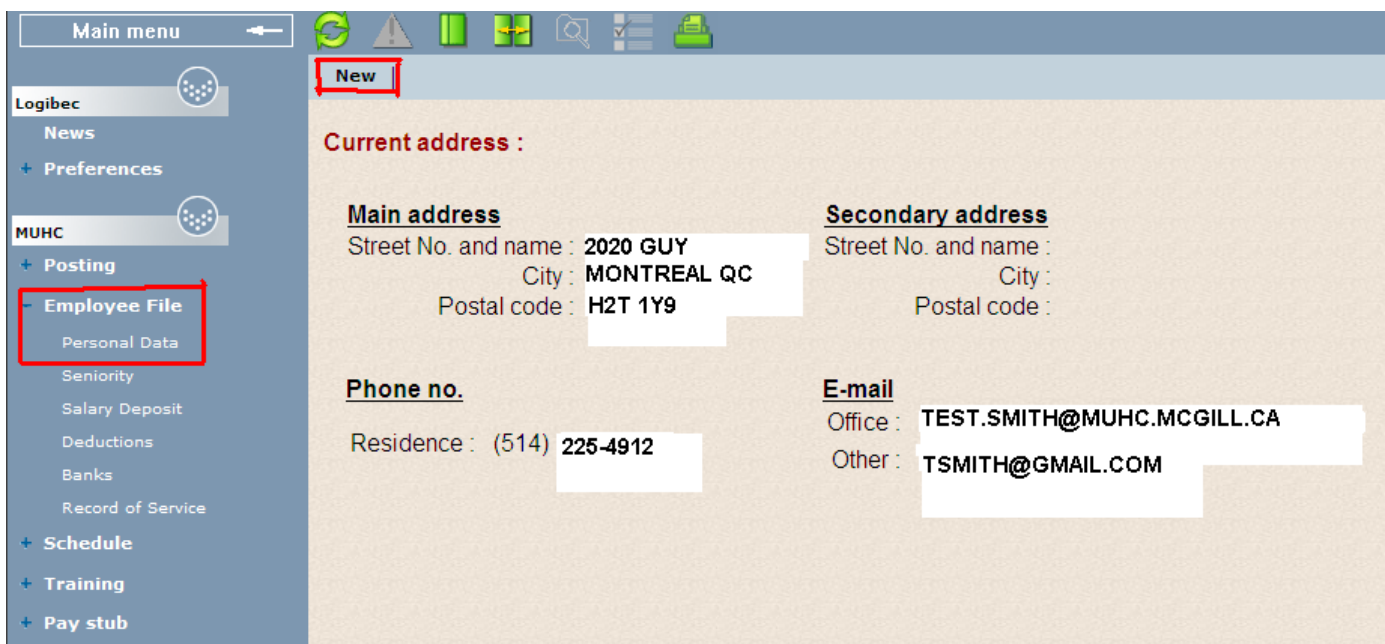 Main menu
Logibec
News
+ Preferences
MUHC
+ Posting
- Employee File
Personal Data
Seniority
Salary Deposit
Deductions
Banks
Record of Service
+ Schedule
+ Training
+ Pay stub
New
Current address :
Main address
Street No. and name : 2020 GUY
City : MONTREAL QC
Postal code : H2T 1Y9
Secondary address
Street No. and name :
City :
Postal code :
Phone no.
Residence : (514) 225-4912
E-mail
Office : TEST.SMITH@MUHC.MCGILL.CA
Other : TSMITH@GMAIL.COM